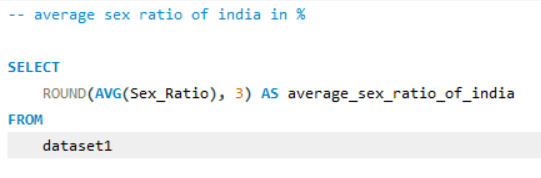 -- average sex ratio of india in %
SELECT
ROUND(AVG(Sex_Ratio), 3) AS average_sex_ratio_of_india
FROM
dataset1